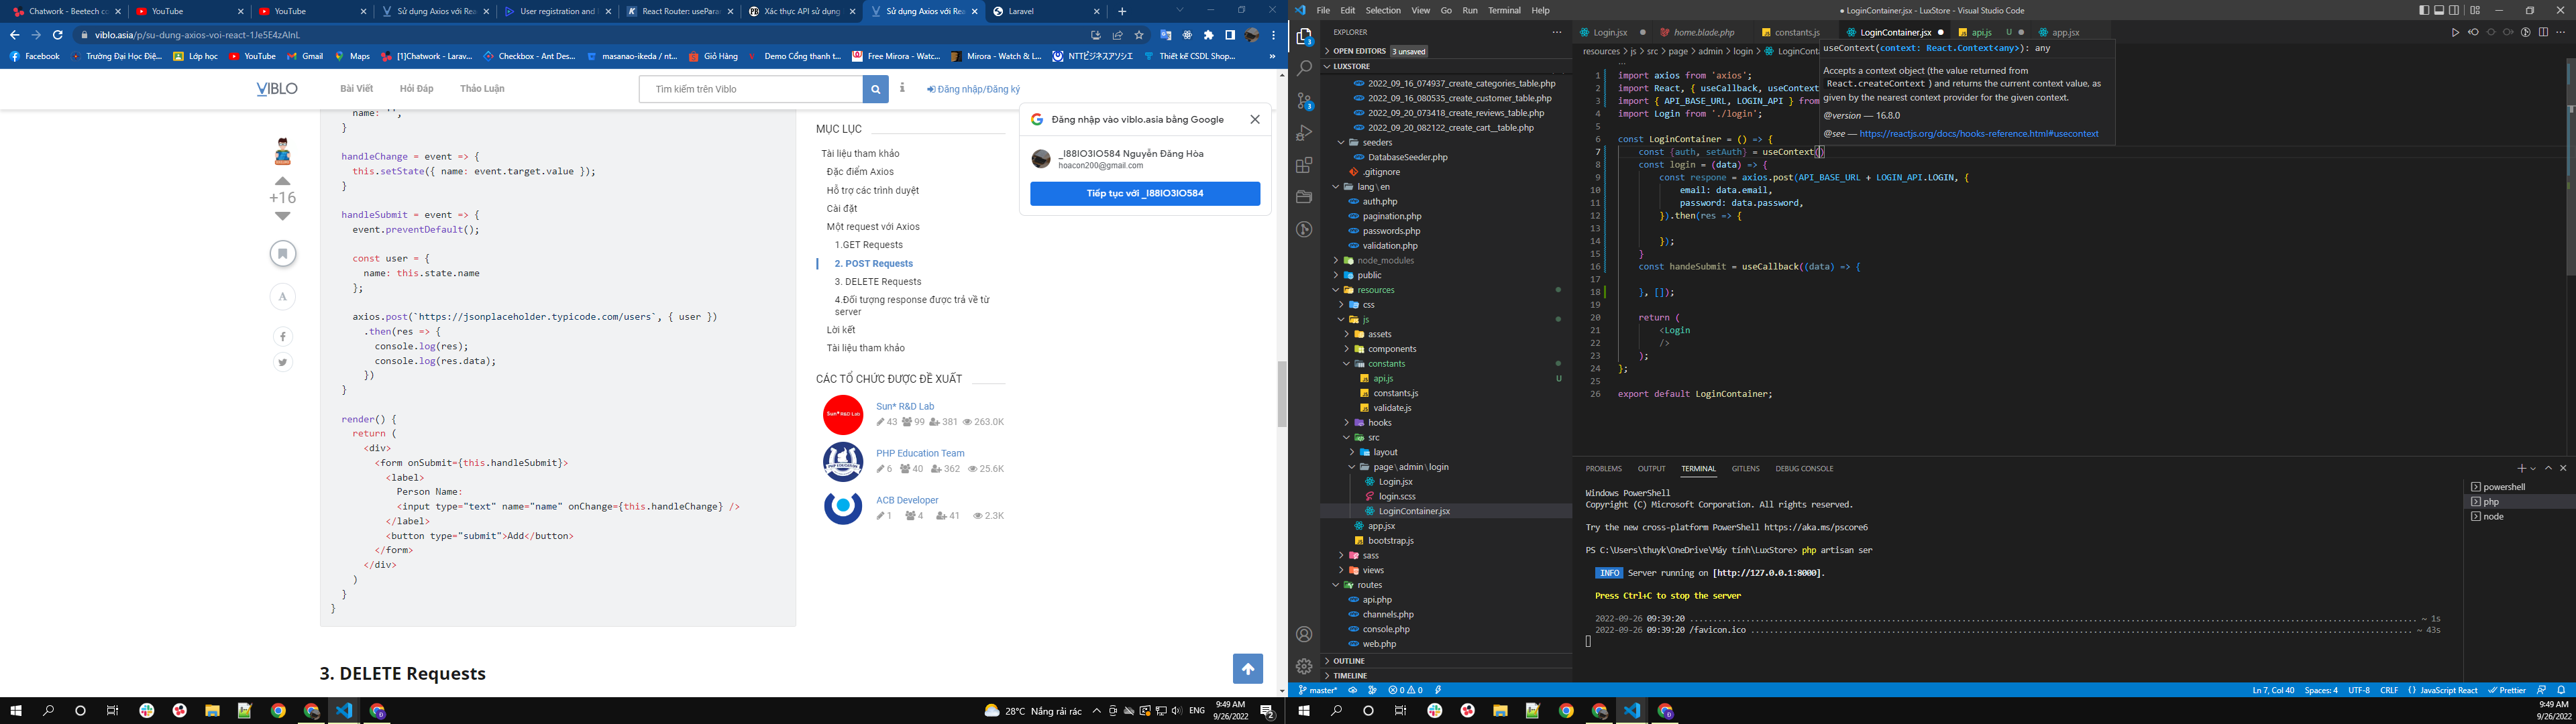 Chatwork - Beetech co
YouTube
YouTube
Sử dụng Axios với Rea
User registration and l
React Router: usePara
Xác thực API sử dụng
Sử dụng Axios với Rea
Laravel
viblo.asia/p/su-dung-axios-voi-react-1Je5E4zAlnL
Facebook
Trường Đại Học Điệ...
Lớp học
YouTube
Gmail
Maps
[1]Chatwork - Larav...
Checkbox - Ant Des...
masanao-ikeda / nt...
Giỏ Hàng
Demo Cổng thanh t...
Free Mirora - Watc...
Mirora - Watch & L...
NTTビジネスアソシエ
Thiết kế CSDL Shop...
VIBLO
Bài Viết
Hỏi Đáp
Thảo Luận
Tìm kiếm trên Viblo
Đăng nhập/Đăng ký
+16
name: '',
}
handleChange = event => {
this.setState({ name: event.target.value });
}
handleSubmit = event => {
event.preventDefault();
const user = {
name: this.state.name
};
axios.post(`https://jsonplaceholder.typicode.com/users`, { user })
.then(res => {
console.log(res);
console.log(res.data);
})
}
render() {
return (
<div>
<form onSubmit={this.handleSubmit}>
<label>
Person Name:
<input type="text" name="name" onChange={this.handleChange} />
</label>
<button type="submit">Add</button>
</form>
</div>
)
}
}
3. DELETE Requests
MỤC LỤC
Tài liệu tham khảo
Đặc điểm Axios
Hỗ trợ các trình duyệt
Cài đặt
Một request với Axios
1.GET Requests
2. POST Requests
3. DELETE Requests
4.Đối tượng response được trả về từ
server
Lời kết
Tài liệu tham khảo
CÁC TỔ CHỨC ĐƯỢC ĐỀ XUẤT
Sun* R&D Lab
Sun* R&D Lab
43 99 381 263.0K
PHP Education Team
6 40 362 25.6K
ACB Developer
1 4 41 2.3K
Đăng nhập vào viblo.asia bằng Google
_I88IO3IO584 Nguyễn Đăng Hòa
hoacon200@gmail.com
Tiếp tục với _I88IO3IO584
28°C Nắng rải rác
ENG
9:49 AM
9/26/2022
2
File Edit Selection View Go Run Terminal Help
● LoginContainer.jsx - LuxStore - Visual Studio Code
EXPLORER
OPEN EDITORS 3 unsaved
LUXSTORE
2022_09_16_074937_create_categories_table.php
2022_09_16_080535_create_customer_table.php
2022_09_20_073418_create_reviews_table.php
2022_09_20_082122_create_cart__table.php
seeders
DatabaseSeeder.php
.gitignore
lang\en
auth.php
pagination.php
passwords.php
validation.php
node_modules
public
resources
css
js
assets
components
constants
api.js U
constants.js
validate.js
hooks
src
layout
page\admin\login
Login.jsx
login.scss
LoginContainer.jsx
app.jsx
bootstrap.js
sass
views
routes
api.php
channels.php
console.php
web.php
OUTLINE
TIMELINE
Login.jsx
home.blade.php
constants.js
LoginContainer.jsx
api.js U
app.jsx
resources > js > src > page > admin > login > LoginConta
useContext(context: React.Context<any>): any
Accepts a context object (the value returned from
React.createContext ) and returns the current context value, as
given by the nearest context provider for the given context.
@version — 16.8.0
@see — https://reactjs.org/docs/hooks-reference.html#usecontext
1 import axios from 'axios';
2 import React, { useCallback, useContext
3 import { API_BASE_URL, LOGIN_API } from
4 import Login from './login';
5
6 const LoginContainer = () => {
7 const {auth, setAuth} = useContext()
8 const login = (data) => {
9 const respone = axios.post(API_BASE_URL + LOGIN_API.LOGIN, {
10 email: data.email,
11 password: data.password,
12 }).then(res => {
13
14 });
15 }
16 const handeSubmit = useCallback((data) => {
17
18 }, []);
19
20 return (
21 <Login
22 />
23 );
24 };
25
26 export default LoginContainer;
PROBLEMS OUTPUT TERMINAL GITLENS DEBUG CONSOLE
Windows PowerShell
Copyright (C) Microsoft Corporation. All rights reserved.
Try the new cross-platform PowerShell https://aka.ms/pscore6
PS C:\Users\thuyk\OneDrive\Máy tính\LuxStore> php artisan ser
INFO Server running on [http://127.0.0.1:8000].
Press Ctrl+C to stop the server
2022-09-26 09:39:20 ~ 1s
2022-09-26 09:39:20 /favicon.ico ~ 43s
powershell
php
node
master* 0 0
Ln 7, Col 40 Spaces: 4 UTF-8 CRLF {} JavaScript React Prettier
9:49 AM
9/26/2022